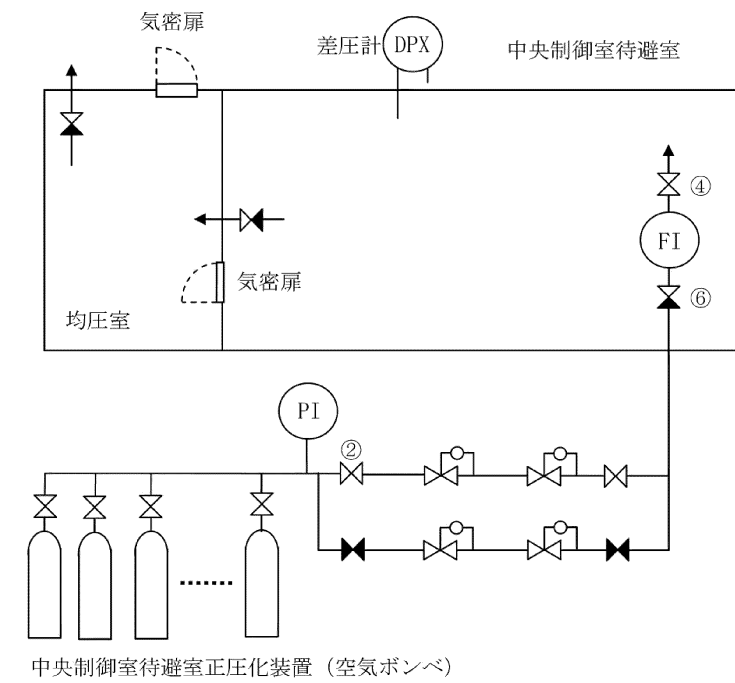 気密扉
差圧計 DPX
中央制御室待避室
④
FI
気密扉
⑥
均圧室
PI
②
中央制御室待避室正圧化装置（空気ボンベ）